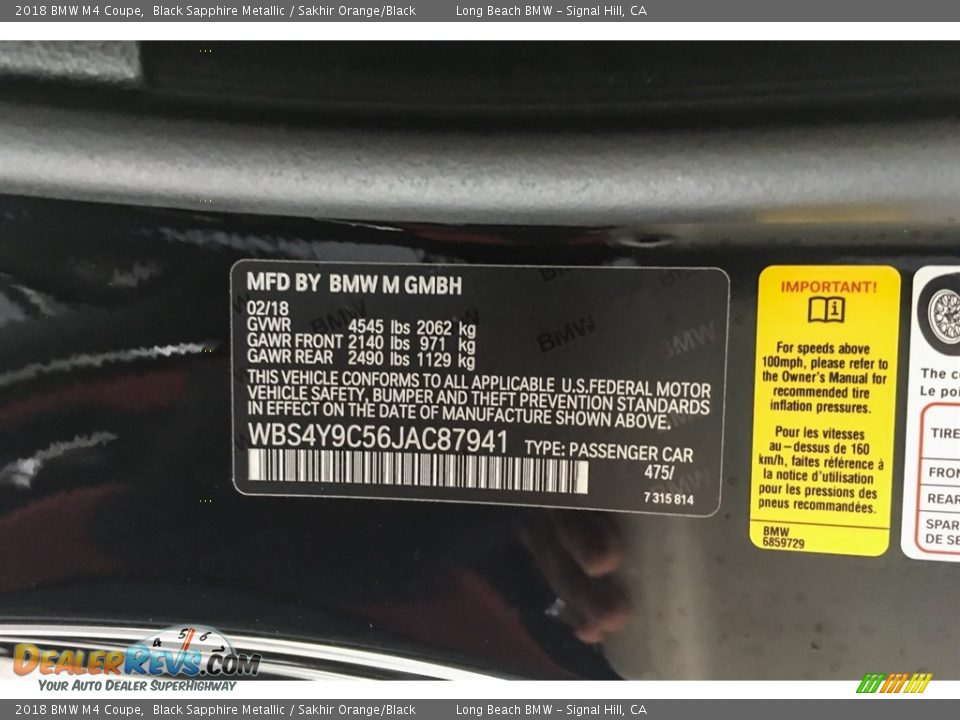 2018 BMW M4 Coupe,  Black Sapphire Metallic / Sakhir Orange/Black    Long Beach BMW - Signal Hill, CA
MFD BY BMW M GMBH
02/18
GVWR 4545 lbs 2062 kg
GAWR FRONT 2140 lbs 971 kg
GAWR REAR 2490 lbs 1129 kg
THIS VEHICLE CONFORMS TO ALL APPLICABLE U.S.FEDERAL MOTOR
VEHICLE SAFETY, BUMPER AND THEFT PREVENTION STANDARDS
IN EFFECT ON THE DATE OF MANUFACTURE SHOWN ABOVE.
WBS4Y9C56JAC87941 TYPE: PASSENGER CAR
475/
7 315 814
IMPORTANT!
For speeds above
100mph, please refer to
the Owner's Manual for
recommended tire
inflation pressures.
Pour les vitesses
au-dessus de 160
km/h, faites référence à
la notice d'utilisation
pour les pressions des
pneus recommandées.
BMW
6859729
The c
Le poi
TIRE
FRON
REAR
SPAR
DE SE
4 5 6
DEALERREVS.COM
YOUR AUTO DEALER SUPERHIGHWAY
2018 BMW M4 Coupe,  Black Sapphire Metallic / Sakhir Orange/Black    Long Beach BMW - Signal Hill, CA